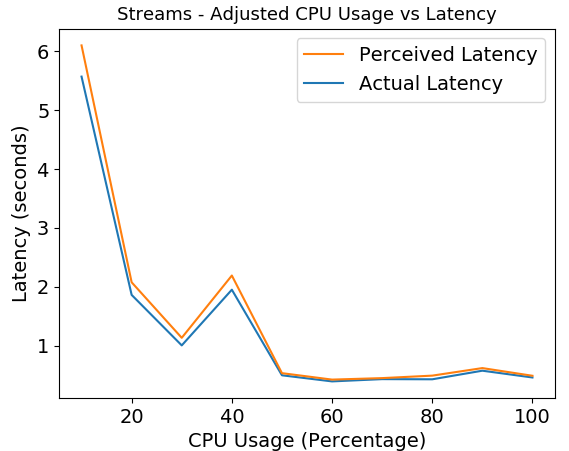 Streams - Adjusted CPU Usage vs Latency
Perceived Latency
Actual Latency
Latency (seconds)
6
5
4
3
2
1
20 40 60 80 100
CPU Usage (Percentage)